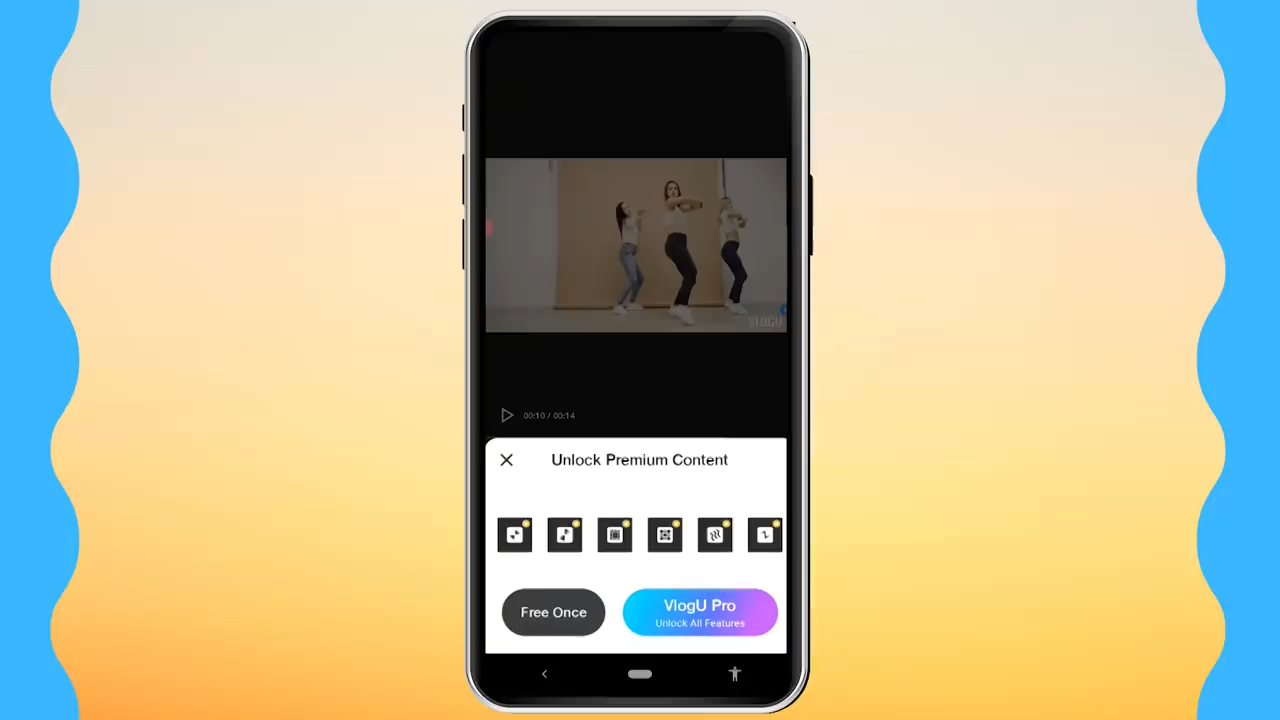 VLOGU
00:10 / 00:14
Unlock Premium Content
Free Once
VlogU Pro
Unlock All Features